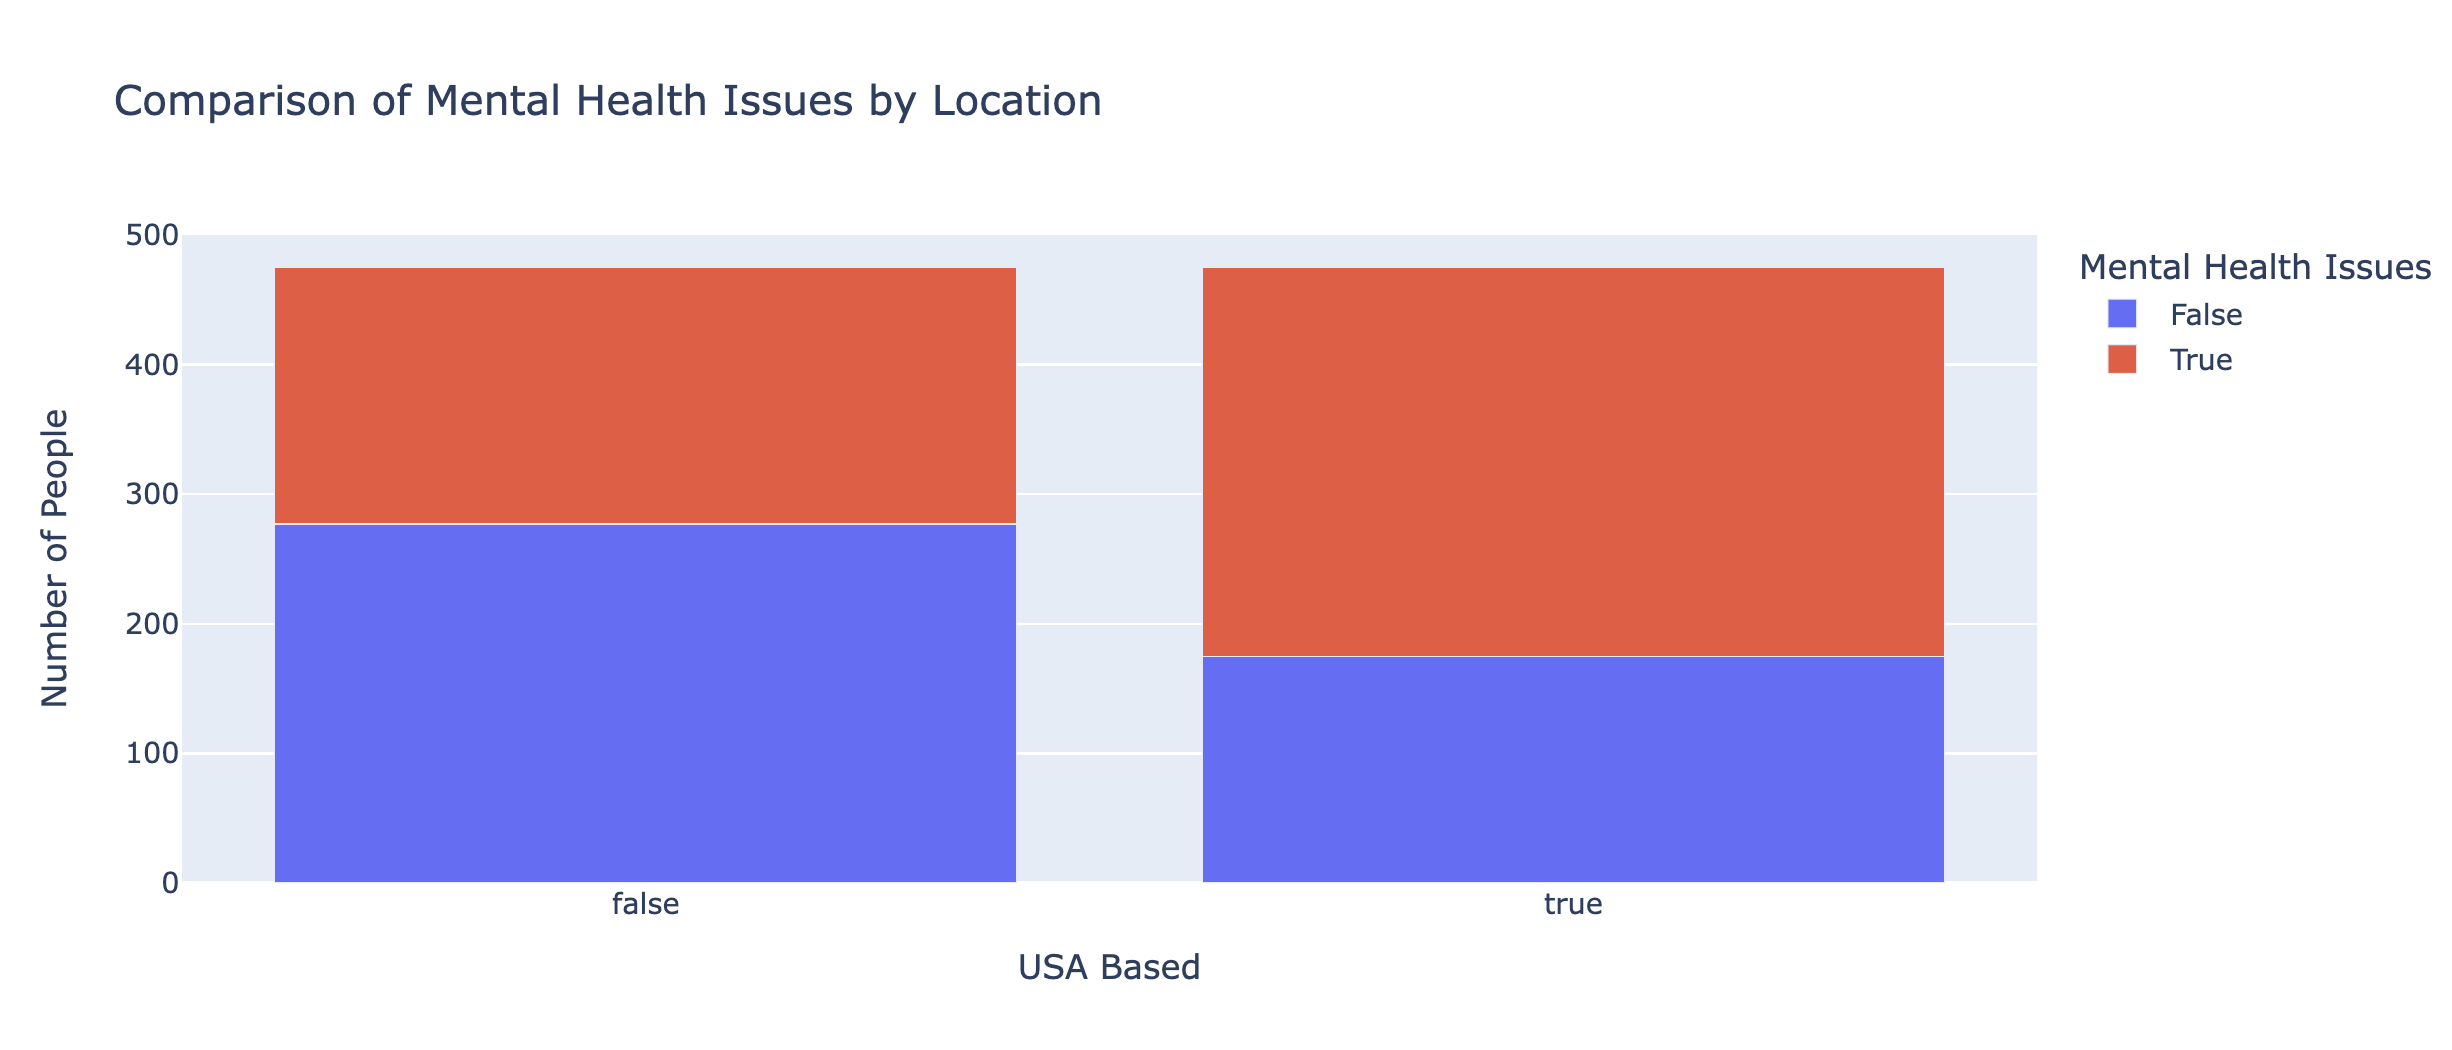 Comparison of Mental Health Issues by Location
500
400
300
200
100
0
Number of People
false
true
USA Based
Mental Health Issues
False
True